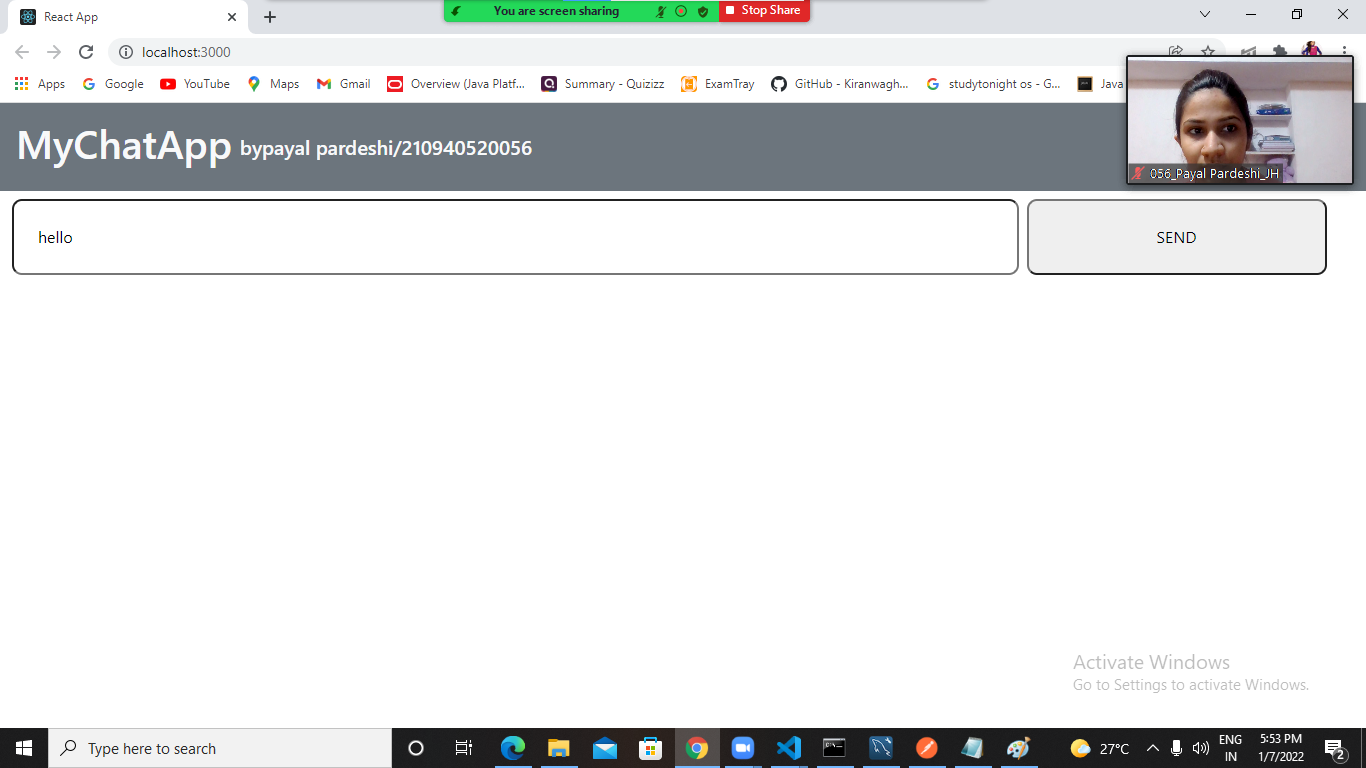 React App
You are screen sharing
Stop Share
localhost:3000
Apps
Google
YouTube
Maps
Gmail
Overview (Java Platf...
Summary - Quizizz
ExamTray
GitHub - Kiranwagh...
studytonight os - G...
Java
MyChatApp bypayal pardeshi/210940520056
056_Payal Pardeshi_JH
hello
SEND
Activate Windows
Go to Settings to activate Windows.
Type here to search
27°C
ENG
IN
5:53 PM
1/7/2022
2